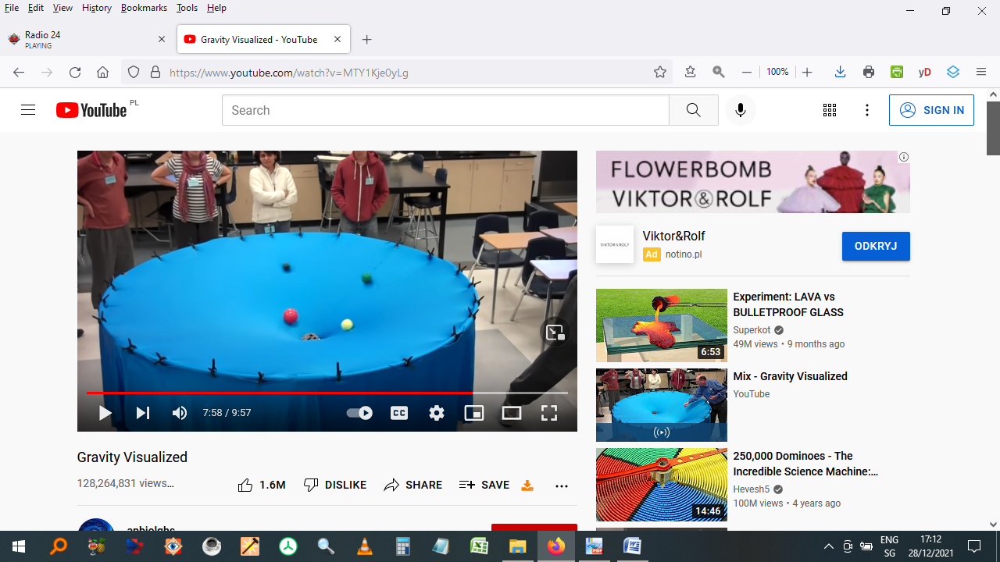 File Edit View History Bookmarks Tools Help
Radio 24
PLAYING
Gravity Visualized - YouTube
https://www.youtube.com/watch?v=MTY1Kje0yLg
100%
yD
YouTube PL
Search
SIGN IN
FLOWERBOMB
VIKTOR&ROLF
VIKTOR&ROLF
Viktor&Rolf
Ad notino.pl
ODKRYJ
7:58 / 9:57
CC
Gravity Visualized
128,264,831 views…
1.6M DISLIKE SHARE SAVE
Experiment: LAVA vs
BULLETPROOF GLASS
Superkot
49M views • 9 months ago
6:53
Mix - Gravity Visualized
YouTube
250,000 Dominoes - The
Incredible Science Machine:…
Hevesh5
100M views • 4 years ago
14:46
PDF
ENG
SG
17:12
28/12/2021